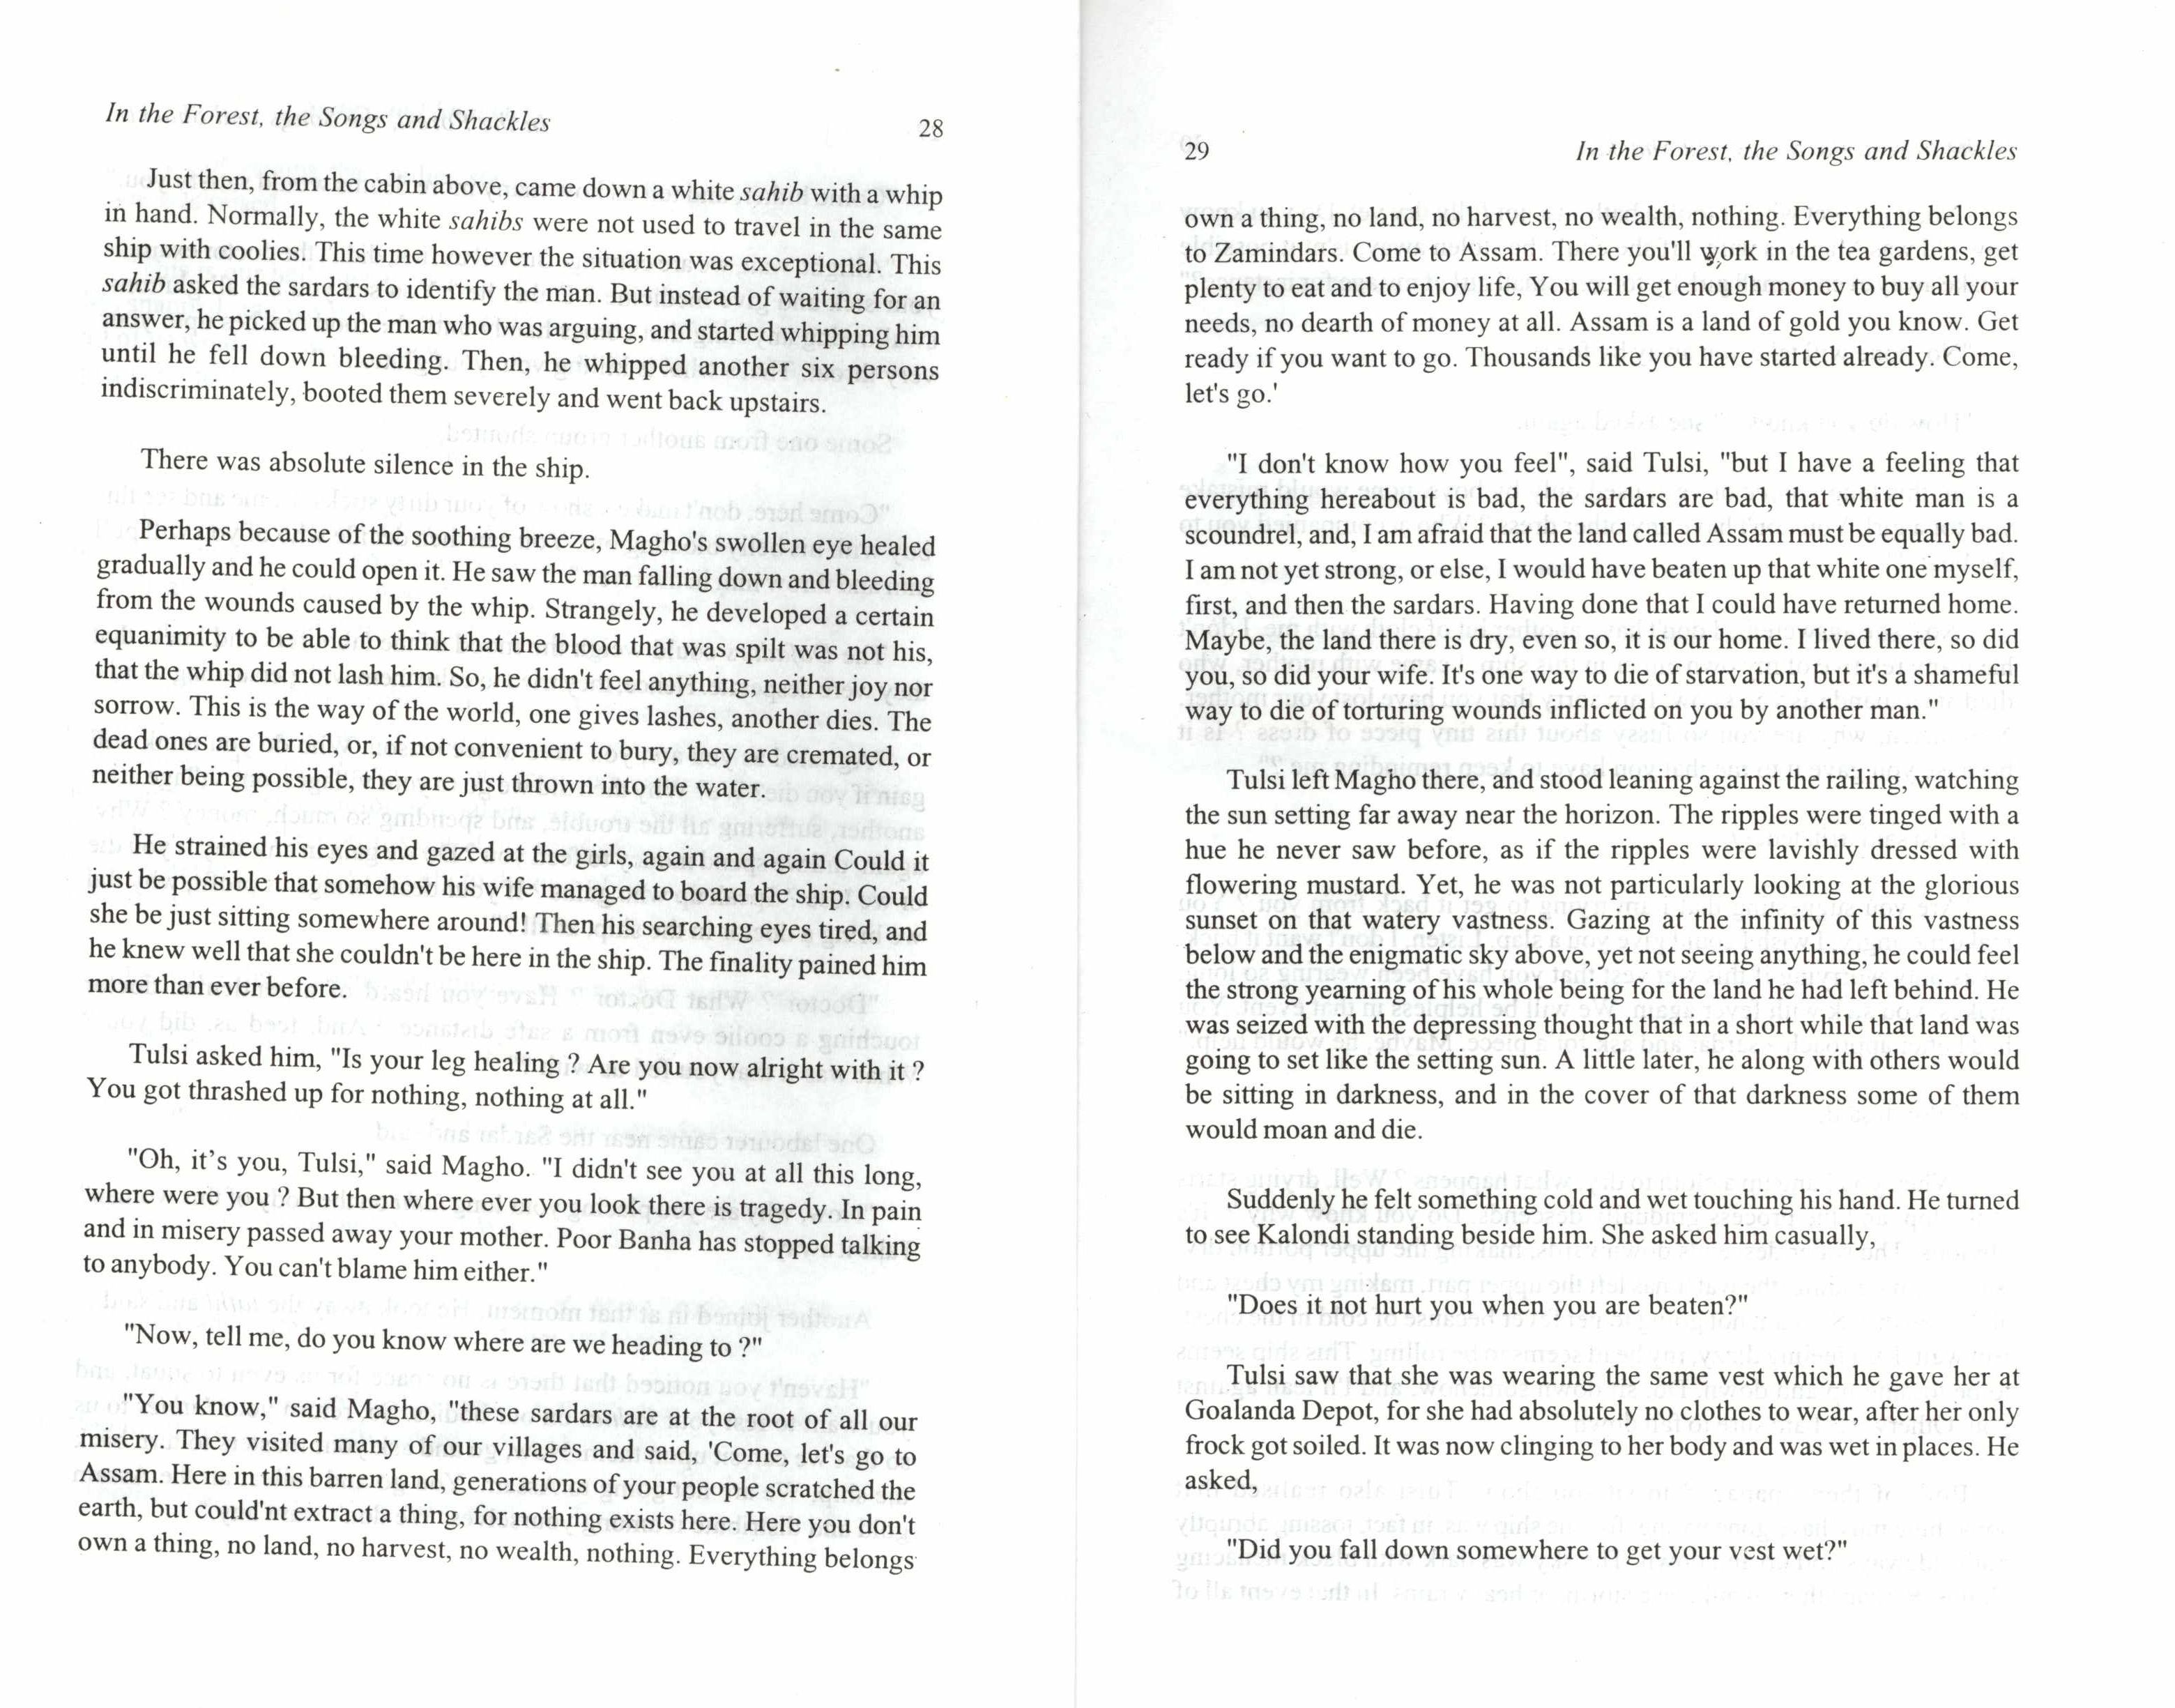 In the Forest, the Songs and Shackles
28
Just then, from the cabin above, came down a white sahib with a whip
in hand. Normally, the white sahibs were not used to travel in the same
ship with coolies. This time however the situation was exceptional. This
sahib asked the sardars to identify the man. But instead of waiting for an
answer, he picked up the man who was arguing, and started whipping him
until he fell down bleeding. Then, he whipped another six persons
indiscriminately, booted them severely and went back upstairs.
There was absolute silence in the ship.
Perhaps because of the soothing breeze, Magho's swollen eye healed
gradually and he could open it. He saw the man falling down and bleeding
from the wounds caused by the whip. Strangely, he developed a certain
equanimity to be able to think that the blood that was spilt was not his,
that the whip did not lash him. So, he didn't feel anything, neither joy nor
sorrow. This is the way of the world, one gives lashes, another dies. The
dead ones are buried, or, if not convenient to bury, they are cremated, or
neither being possible, they are just thrown into the water.
He strained his eyes and gazed at the girls, again and again Could it
just be possible that somehow his wife managed to board the ship. Could
she be just sitting somewhere around! Then his searching eyes tired, and
he knew well that she couldn't be here in the ship. The finality pained him
more than ever before.
Tulsi asked him, "Is your leg healing ? Are you now alright with it ?
You got thrashed up for nothing, nothing at all."
"Oh, it's you, Tulsi," said Magho. "I didn't see you at all this long,
where were you ? But then where ever you look there is tragedy. In pain
and in misery passed away your mother. Poor Banha has stopped talking
to anybody. You can't blame him either."
"Now, tell me, do you know where are we heading to ?"
"You know," said Magho, "these sardars are at the root of all our
misery. They visited many of our villages and said, 'Come, let's go to
Assam. Here in this barren land, generations of your people scratched the
earth, but could'nt extract a thing, for nothing exists here. Here you don't
own a thing, no land, no harvest, no wealth, nothing. Everything belongs
29
In the Forest, the Songs and Shackles
own a thing, no land, no harvest, no wealth, nothing. Everything belongs
to Zamindars. Come to Assam. There you'll work in the tea gardens, get
plenty to eat and to enjoy life, You will get enough money to buy all your
needs, no dearth of money at all. Assam is a land of gold you know. Get
ready if you want to go. Thousands like you have started already. Come,
let's go.'
"I don't know how you feel", said Tulsi, "but I have a feeling that
everything hereabout is bad, the sardars are bad, that white man is a
scoundrel, and, I am afraid that the land called Assam must be equally bad.
I am not yet strong, or else, I would have beaten up that white one myself,
first, and then the sardars. Having done that I could have returned home.
Maybe, the land there is dry, even so, it is our home. I lived there, so did
you, so did your wife. It's one way to die of starvation, but it's a shameful
way to die of torturing wounds inflicted on you by another man."
Tulsi left Magho there, and stood leaning against the railing, watching
the sun setting far away near the horizon. The ripples were tinged with a
hue he never saw before, as if the ripples were lavishly dressed with
flowering mustard. Yet, he was not particularly looking at the glorious
sunset on that watery vastness. Gazing at the infinity of this vastness
below and the enigmatic sky above, yet not seeing anything, he could feel
the strong yearning of his whole being for the land he had left behind. He
was seized with the depressing thought that in a short while that land was
going to set like the setting sun. A little later, he along with others would
be sitting in darkness, and in the cover of that darkness some of them
would moan and die.
Suddenly he felt something cold and wet touching his hand. He turned
to see Kalondi standing beside him. She asked him casually,
"Does it not hurt you when you are beaten?"
Tulsi saw that she was wearing the same vest which he gave her at
Goalanda Depot, for she had absolutely no clothes to wear, after her only
frock got soiled. It was now clinging to her body and was wet in places. He
asked,
"Did you fall down somewhere to get your vest wet?"